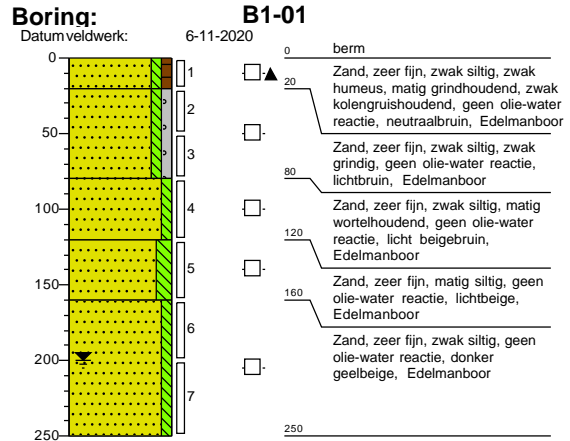 Boring: B1-01
Datum veldwerk: 6-11-2020
0
50
100
150
200
250
1
2
3
4
5
6
7
0 berm
Zand, zeer fijn, zwak siltig, zwak
humeus, matig grindhoudend, zwak
kolengruishoudend, geen olie-water
reactie, neutraalbruin, Edelmanboor
20
Zand, zeer fijn, zwak siltig, zwak
grindig, geen olie-water reactie,
lichtbruin, Edelmanboor
80
Zand, zeer fijn, zwak siltig, matig
wortelhoudend, geen olie-water
reactie, licht beigebruin,
Edelmanboor
120
Zand, zeer fijn, matig siltig, geen
olie-water reactie, lichtbeige,
Edelmanboor
160
Zand, zeer fijn, zwak siltig, geen
olie-water reactie, donker
geelbeige, Edelmanboor
250